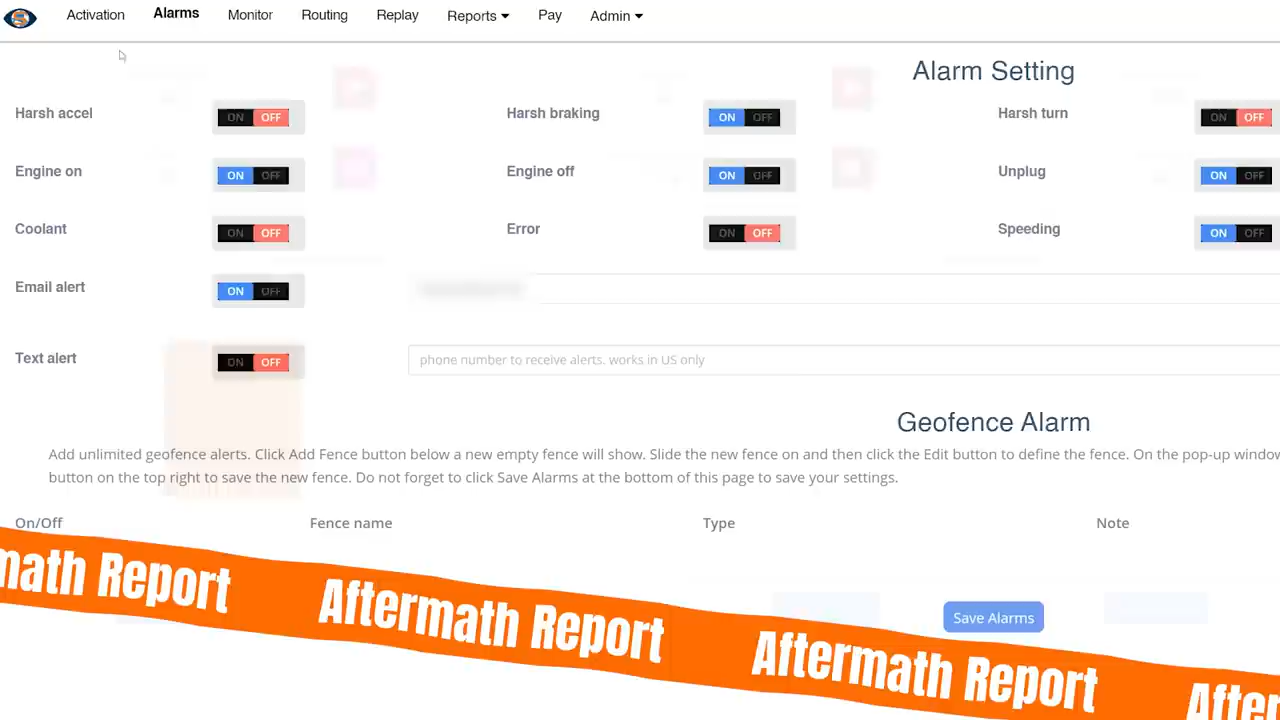 Activation Alarms Monitor Routing Replay Reports Pay Admin
Alarm Setting
Harsh accel ON OFF Harsh braking ON OFF Harsh turn ON OFF
Engine on ON OFF Engine off ON OFF Unplug ON OFF
Coolant ON OFF Error ON OFF Speeding ON OFF
Email alert ON OFF
Text alert ON OFF phone number to receive alerts. works in US only
Geofence Alarm
Add unlimited geofence alerts. Click Add Fence button below a new empty fence will show. Slide the new fence on and then click the Edit button to define the fence. On the pop-up window
button on the top right to save the new fence. Do not forget to click Save Alarms at the bottom of this page to save your settings.
On/Off Fence name Type Note
Save Alarms
math Report Aftermath Report Aftermath Report After